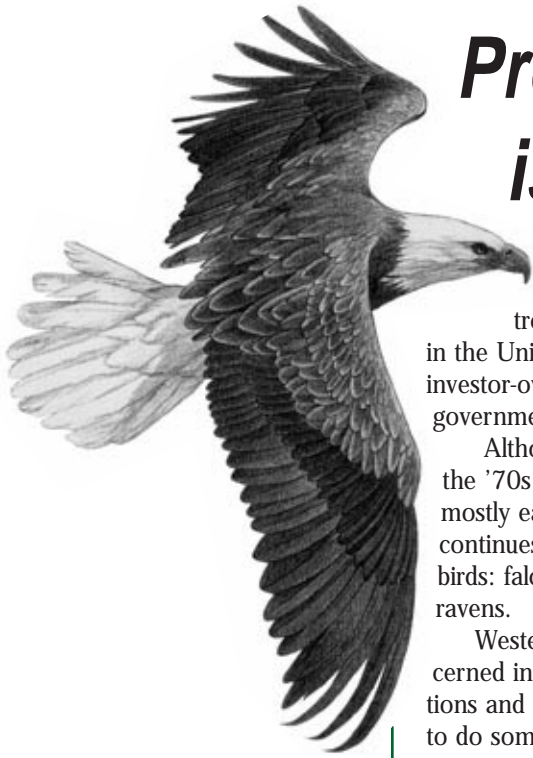 Pr
is
tr
in the Uni
investor-o
governme
Altho
the ’70s
mostly ea
continues
birds: falc
ravens.
Weste
cerned in
tions and
to do som